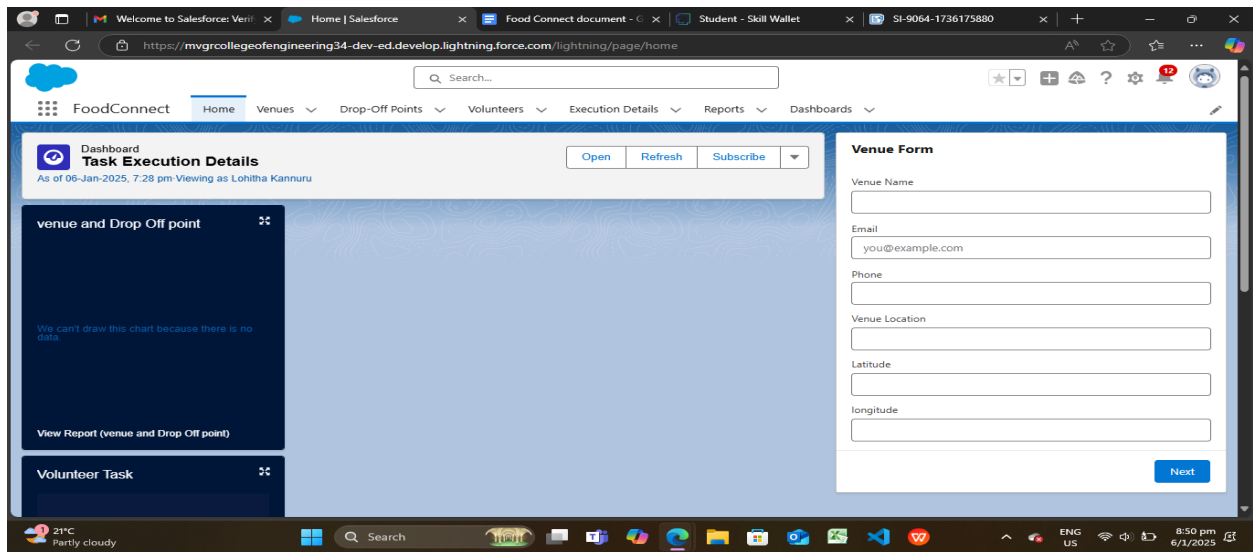 Welcome to Salesforce: Verif
Home | Salesforce
Food Connect document - G
Student - Skill Wallet
SI-9064-1736175880
https://mvgrcollegeofengineering34-dev-ed.develop.lightning.force.com/lightning/page/home
Search...
12
FoodConnect
Home
Venues
Drop-Off Points
Volunteers
Execution Details
Reports
Dashboards
Dashboard
Task Execution Details
As of 06-Jan-2025, 7:28 pm·Viewing as Lohitha Kannuru
Open
Refresh
Subscribe
venue and Drop Off point
We can't draw this chart because there is no
data.
View Report (venue and Drop Off point)
Volunteer Task
Venue Form
Venue Name
Email
you@example.com
Phone
Venue Location
Latitude
longitude
Next
1
21°C
Partly cloudy
Search
ENG
US
8:50 pm
6/1/2025